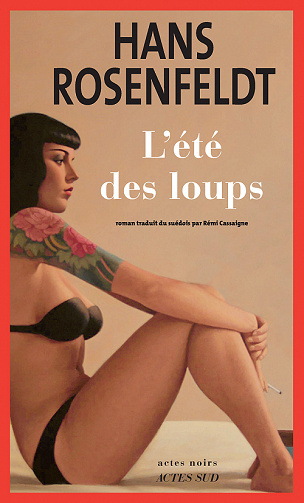 HANS
ROSENFELDT
L'été
des loups
roman traduit du suédois par Rémi Cassaigne
actes noirs
ACTES SUD